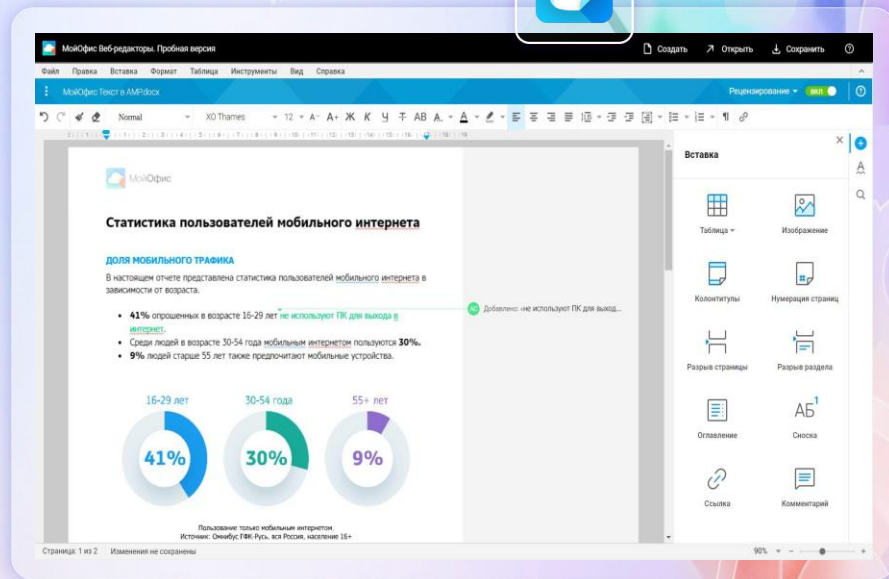 МойОфис Веб-редакторы. Пробная версия
Создать Открыть Сохранить
Файл Правка Вставка Формат Таблица Инструменты Вид Справка
МойОфис Текст в AMP.docx
Рецензирование вкл
Normal XO Thames 12 A− A+ Ж К Ч Т АВ А. А
МойОфис
Статистика пользователей мобильного интернета
ДОЛЯ МОБИЛЬНОГО ТРАФИКА
В настоящем отчете представлена статистика пользователей мобильного интернета в
зависимости от возраста.
• 41% опрошенных в возрасте 16-29 лет не используют ПК для выхода в
интернет.
• Среди людей в возрасте 30-54 года мобильным интернетом пользуются 30%.
• 9% людей старше 55 лет также предпочитают мобильные устройства.
Добавлено: «не используют ПК для выход...
16-29 лет 30-54 года 55+ лет
41% 30% 9%
Пользование только мобильным интернетом.
Источник: Омнибус ГФК-Русь, вся Россия, население 16+
Вставка
Таблица Изображение
Колонтитулы Нумерация страниц
Разрыв страницы Разрыв раздела
АБ1
Оглавление Сноска
Ссылка Комментарий
Страница: 1 из 2 Изменения не сохранены
90%